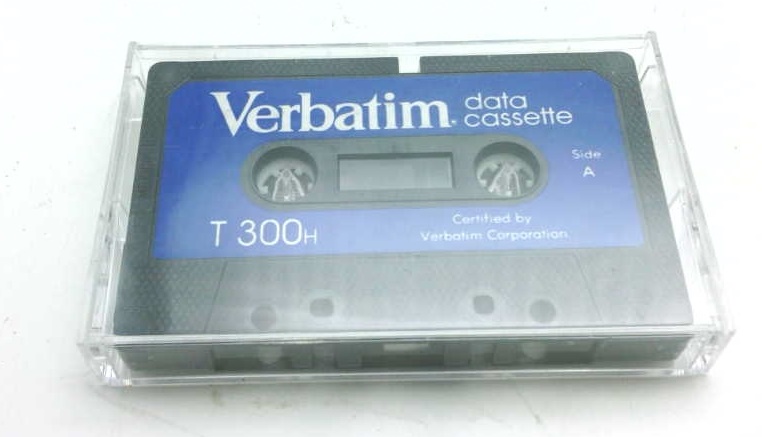 Verbatim. data
cassette
Side
A
T 300H
Certified by
Verbatim Corporation.